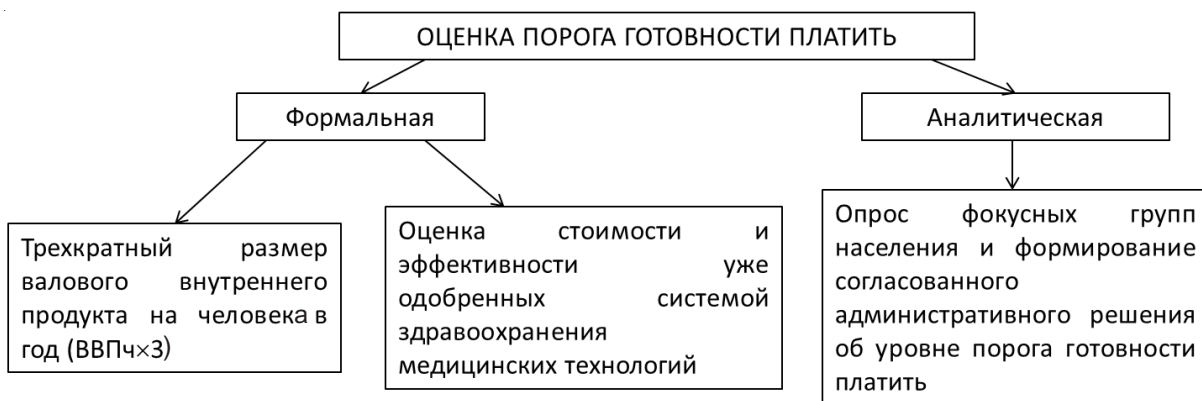 ОЦЕНКА ПОРОГА ГОТОВНОСТИ ПЛАТИТЬ
Формальная
Аналитическая
Трехкратный размер
валового внутреннего
продукта на человека в
год (ВВПч×3)
Оценка стоимости и
эффективности уже
одобренных системой
здравоохранения
медицинских технологий
Опрос фокусных групп
населения и формирование
согласованного
административного решения
об уровне порога готовности
платить